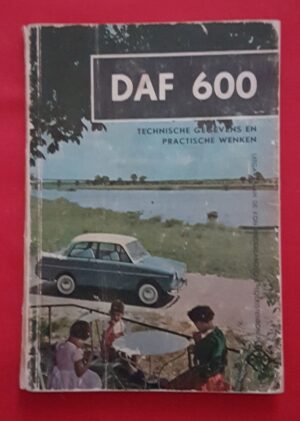 DAF 600
TECHNISCHE GEGEVENS EN
PRACTISCHE WENKEN